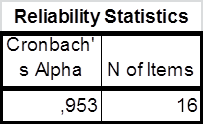 Reliability Statistics
Cronbach'
s Alpha N of Items
,953 16